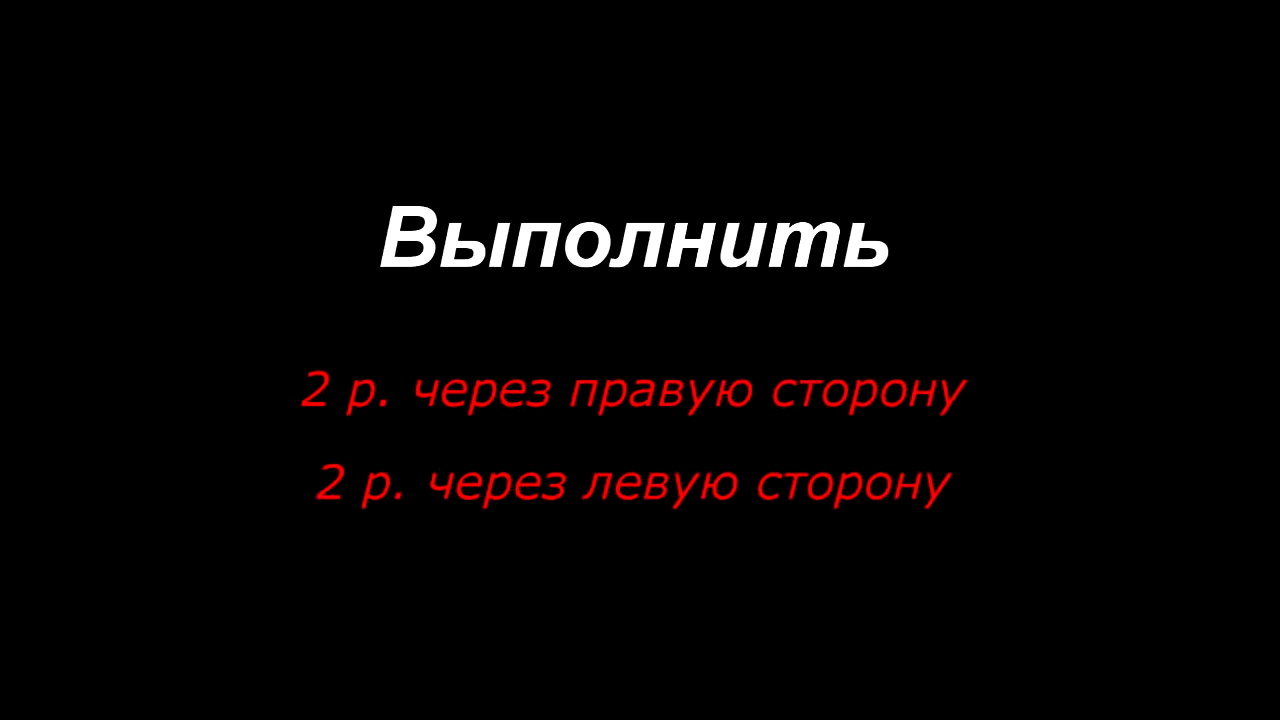 Выполнить
2 р. через правую сторону
2 р. через левую сторону